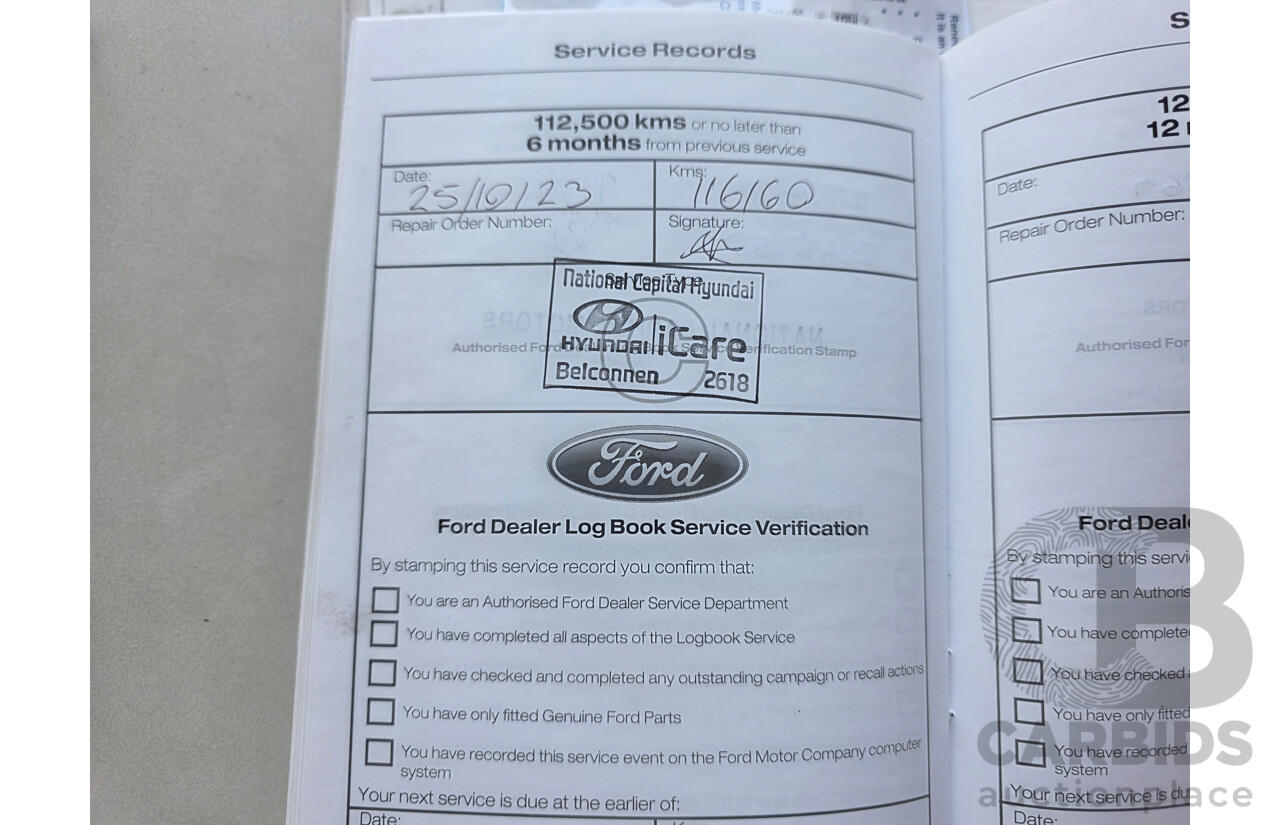 Service Records
112,500 kms or no later than
6 months from previous service
Date:
25/10/23
Kms:
116160
Repair Order Number:
Signature:
Service Type
National Capital Hyundai
HYUNDAI iCare
Belconnen 2618
Authorised Ford Book Service Verification Stamp
C
Ford
Ford Dealer Log Book Service Verification
By stamping this service record you confirm that:
You are an Authorised Ford Dealer Service Department
You have completed all aspects of the Logbook Service
You have checked and completed any outstanding campaign or recall actions
You have only fitted Genuine Ford Parts
You have recorded this service event on the Ford Motor Company computer
system
Your next service is due at the earlier of:
Date:
S
12
12
Date:
Repair Order Number:
Authorised For
Ford Deal
By stamping this servi
You are an Authoris
You have complete
You have checked
You have only fitted
You have recorded
system
Your next service is du
Date:
CARBIDS
auctionplace